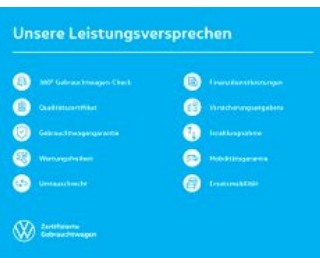 Unsere Leistungsversprechen
360° Gebrauchtwagen-Check
Qualitätszertifikat
Gebrauchtwagengarantie
Wartungsfreiheit
Umtauschrecht
Finanzdienstleistungen
Versicherungsangebote
Inzahlungnahme
Mobilitätsgarantie
Ersatzmobilität
Zertifizierte
Gebrauchtwagen